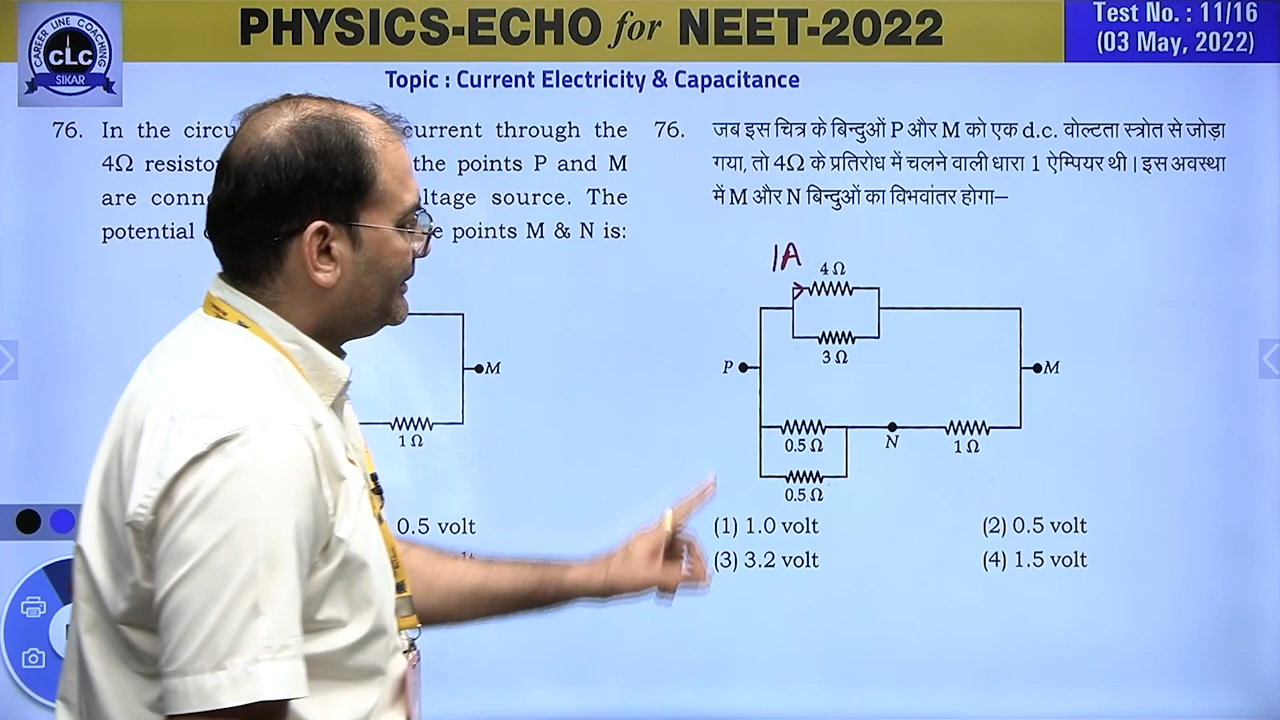 CAREER LINE COACHING
CLC
SIKAR
PHYSICS-ECHO for NEET-2022
Test No. : 11/16
(03 May, 2022)
Topic : Current Electricity & Capacitance
76. In the current through the
4Ω the points P and M
are voltage source. The
potential points M & N is:
M
1 Ω
0.5 volt
76. जब इस चित्र के बिन्दुओं P और M को एक d.c. वोल्टता स्त्रोत से जोड़ा
गया, तो 4Ω के प्रतिरोध में चलने वाली धारा 1 ऐम्पियर थी। इस अवस्था
में M और N बिन्दुओं का विभवांतर होगा–
1A
4 Ω
3 Ω
P
M
0.5 Ω
N
1 Ω
0.5 Ω
(1) 1.0 volt (2) 0.5 volt
(3) 3.2 volt (4) 1.5 volt